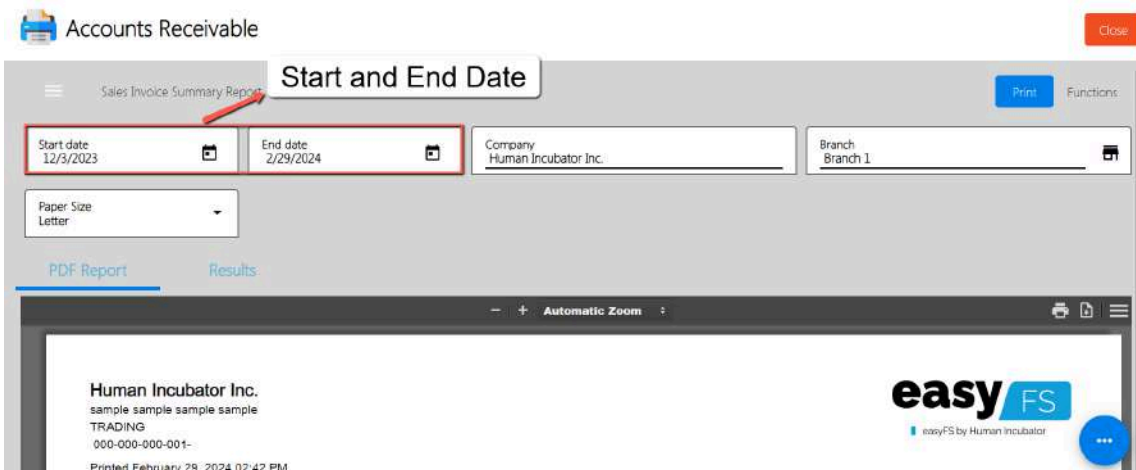 Accounts Receivable
Close
Sales Invoice Summary Report
Start and End Date
Print
Functions
Start date
12/3/2023
End date
2/29/2024
Company
Human Incubator Inc.
Branch
Branch 1
Paper Size
Letter
PDF Report
Results
Automatic Zoom
Human Incubator Inc.
sample sample sample sample
TRADING
000-000-000-001-
Printed February 29, 2024 02:42 PM
easy FS
easyFS by Human Incubator